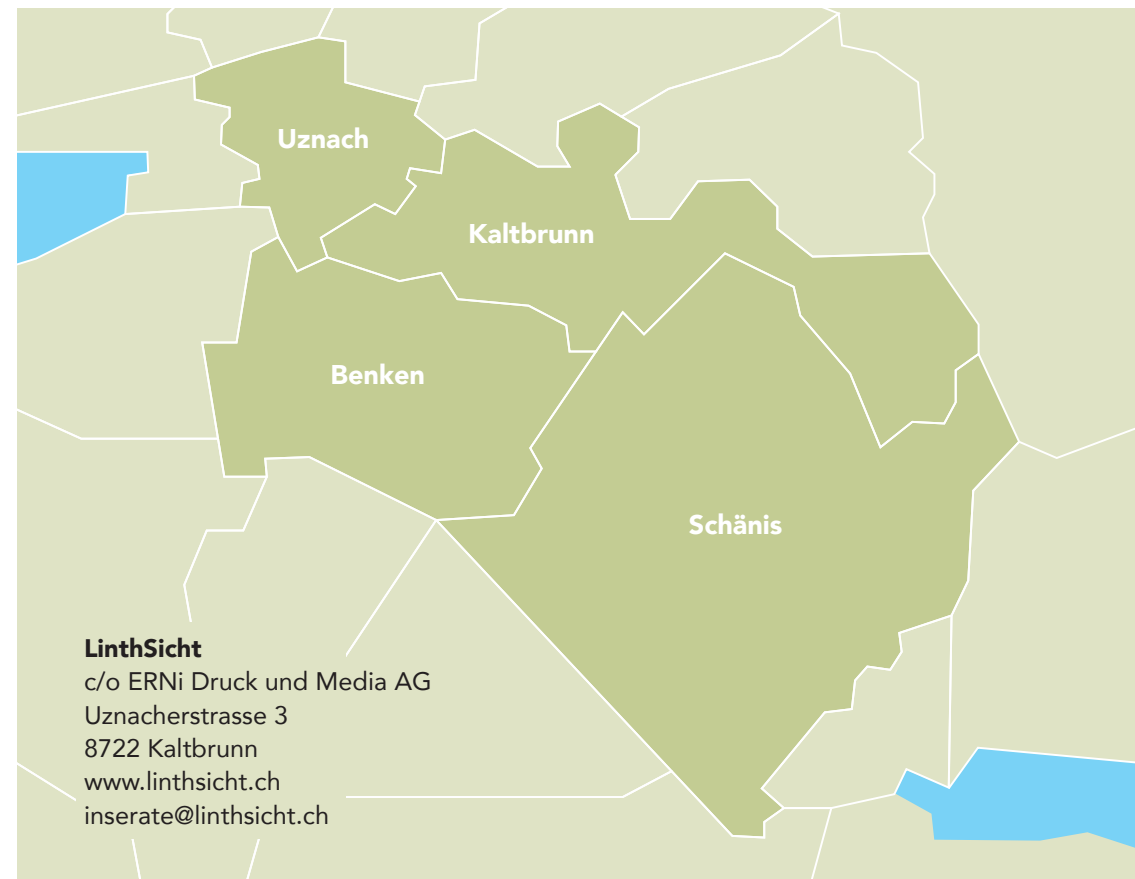 Uznach
Kaltbrunn
Benken
Schänis
LinthSicht
c/o ERNi Druck und Media AG
Uznacherstrasse 3
8722 Kaltbrunn
www.linthsicht.ch
inserate@linthsicht.ch